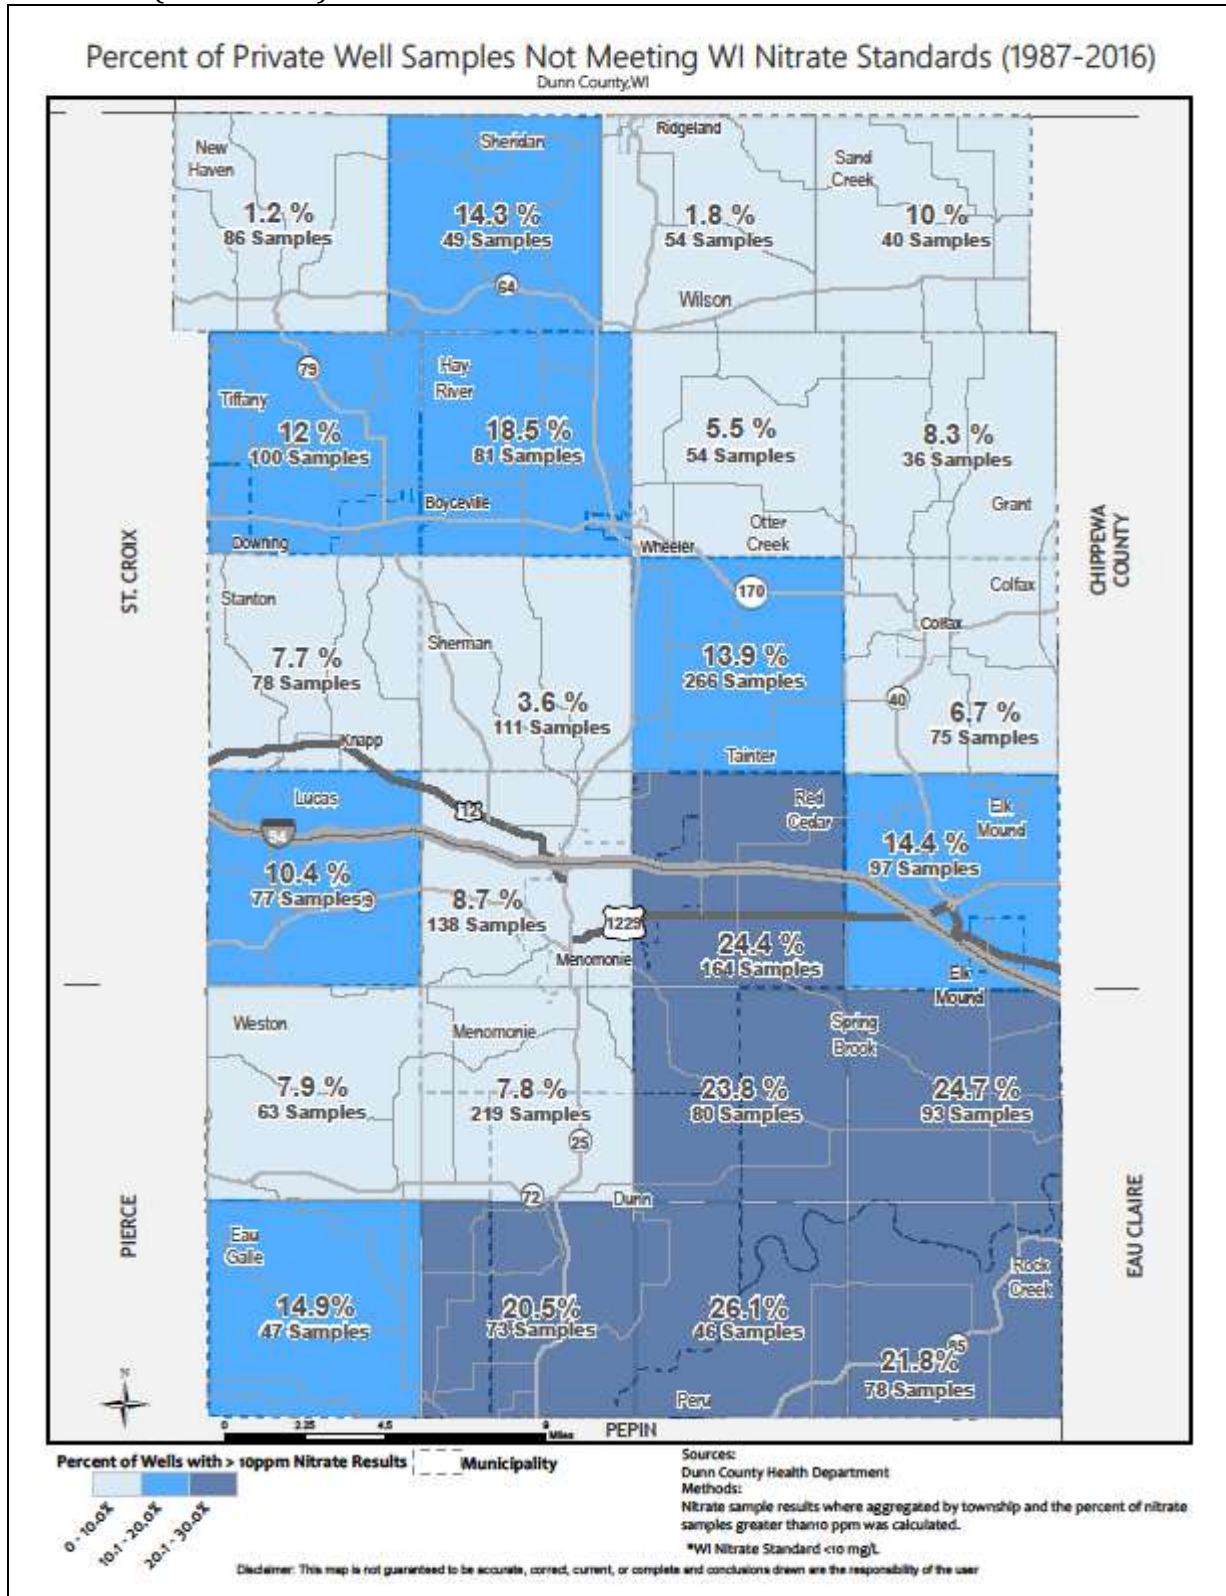 Percent of Private Well Samples Not Meeting WI Nitrate Standards (1987-2016)
Dunn County,WI
New
Haven
1.2 %
86 Samples
Sheridan
14.3 %
49 Samples
64
Ridgeland
1.8 %
54 Samples
Wilson
Sand
Creek
10 %
40 Samples
79
Tiffany
12 %
100 Samples
Downing
Hay
River
18.5 %
81 Samples
Boyceville
5.5 %
54 Samples
Otter
Creek
Wheeler
8.3 %
36 Samples
Grant
ST. CROIX
CHIPPEWA
COUNTY
Stanton
7.7 %
78 Samples
Knapp
Sherman
3.6 %
111 Samples
170
13.9 %
266 Samples
Tainter
Colfax
Colfax
40
6.7 %
75 Samples
Lucas
94
10.4 %
77 Samples
12
8.7 %
138 Samples
Menomonie
1229
Red
Cedar
24.4 %
164 Samples
Elk
Mound
14.4 %
97 Samples
Elk
Mound
Weston
7.9 %
63 Samples
Menomonie
7.8 %
219 Samples
25
72
Dunn
23.8 %
80 Samples
Spring
Brook
24.7 %
93 Samples
PIERCE
EAU CLAIRE
Eau
Galle
14.9%
47 Samples
20.5%
73 Samples
26.1%
46 Samples
Peru
Rock
Creek
21.8%
78 Samples
N
0 2.25 4.5 9
Miles
PEPIN
Percent of Wells with > 10ppm Nitrate Results
Municipality
0 - 10.0%
10.1 - 20.0%
20.1 - 30.0%
Sources:
Dunn County Health Department
Methods:
Nitrate sample results where aggregated by township and the percent of nitrate
samples greater than10 ppm was calculated.
*WI Nitrate Standard <10 mg/L
Disclaimer: This map is not guaranteed to be accurate, correct, current, or complete and conclusions drawn are the responsibility of the user